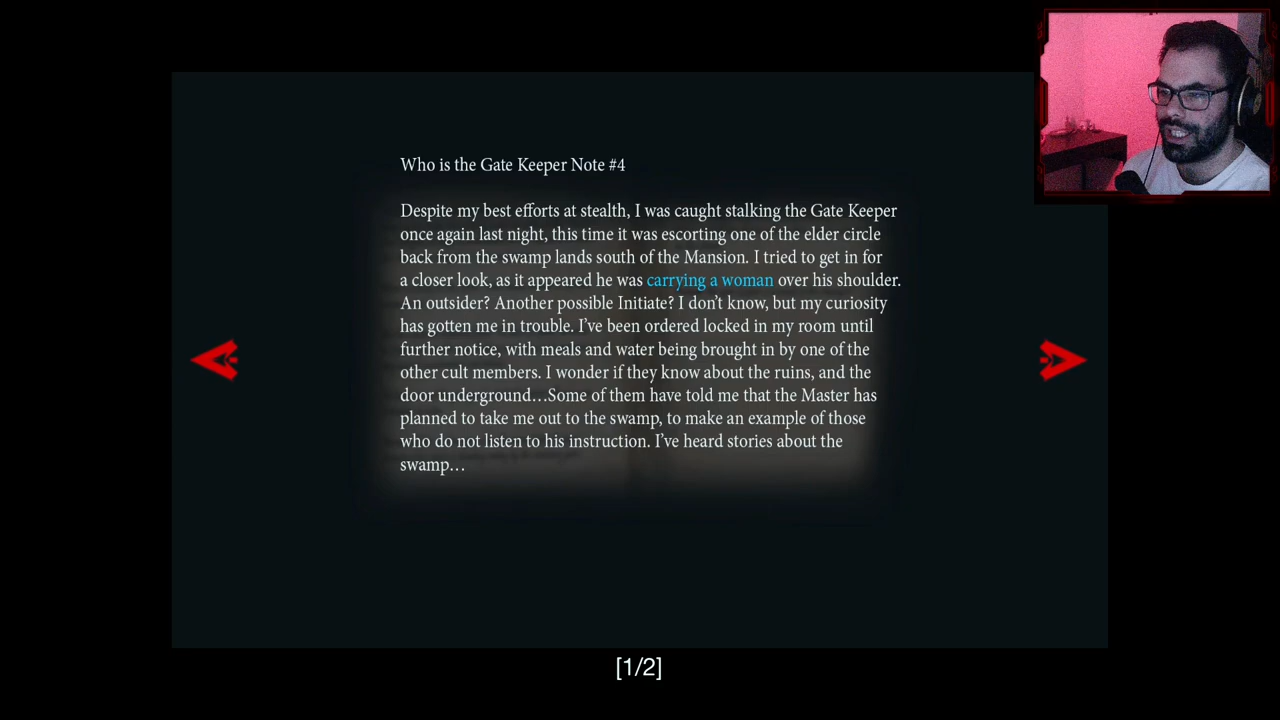 Who is the Gate Keeper Note #4
Despite my best efforts at stealth, I was caught stalking the Gate Keeper
once again last night, this time it was escorting one of the elder circle
back from the swamp lands south of the Mansion. I tried to get in for
a closer look, as it appeared he was carrying a woman over his shoulder.
An outsider? Another possible Initiate? I don't know, but my curiosity
has gotten me in trouble. I've been ordered locked in my room until
further notice, with meals and water being brought in by one of the
other cult members. I wonder if they know about the ruins, and the
door underground…Some of them have told me that the Master has
planned to take me out to the swamp, to make an example of those
who do not listen to his instruction. I've heard stories about the
swamp…
[1/2]